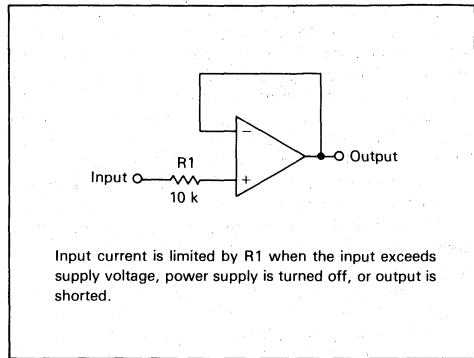 −
Output
R1
Input
+
10 k
Input current is limited by R1 when the input exceeds
supply voltage, power supply is turned off, or output is
shorted.